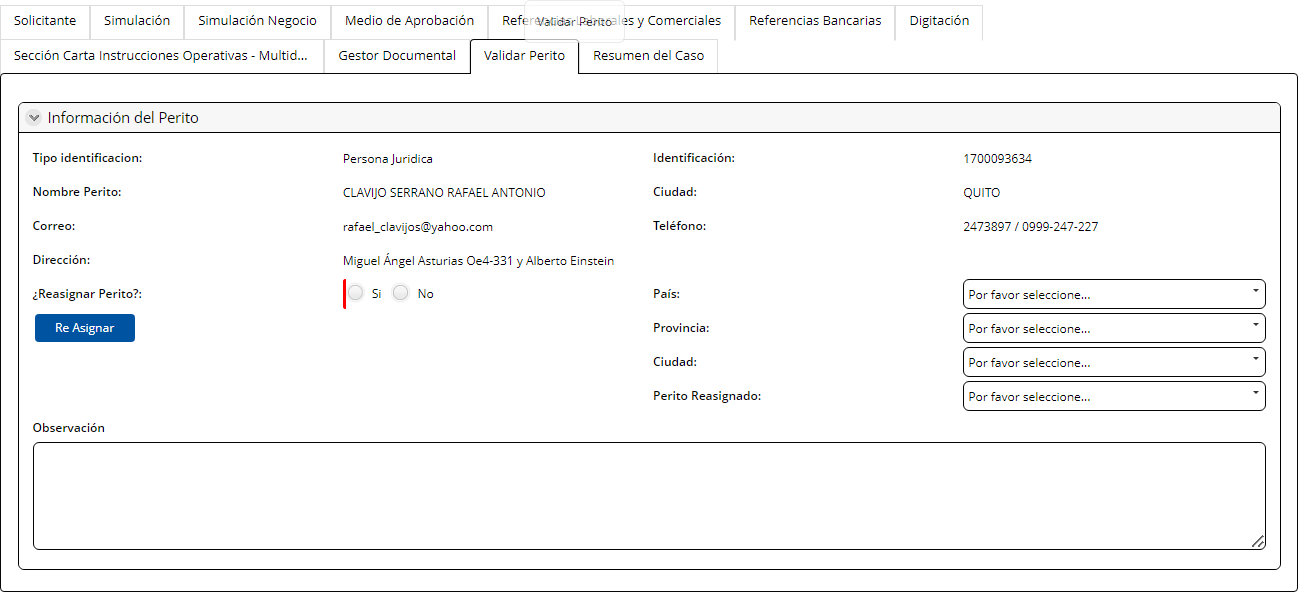 Solicitante Simulación Simulación Negocio Medio de Aprobación Referencias Laborales y Comerciales Referencias Bancarias Digitación
Validar Perito
Sección Carta Instrucciones Operativas - Multid... Gestor Documental Validar Perito Resumen del Caso
Información del Perito
Tipo identificacion: Persona Juridica Identificación: 1700093634
Nombre Perito: CLAVIJO SERRANO RAFAEL ANTONIO Ciudad: QUITO
Correo: rafael_clavijos@yahoo.com Teléfono: 2473897 / 0999-247-227
Dirección: Miguel Ángel Asturias Oe4-331 y Alberto Einstein
¿Reasignar Perito?: Si No País: Por favor seleccione...
Re Asignar Provincia: Por favor seleccione...
Ciudad: Por favor seleccione...
Perito Reasignado: Por favor seleccione...
Observación